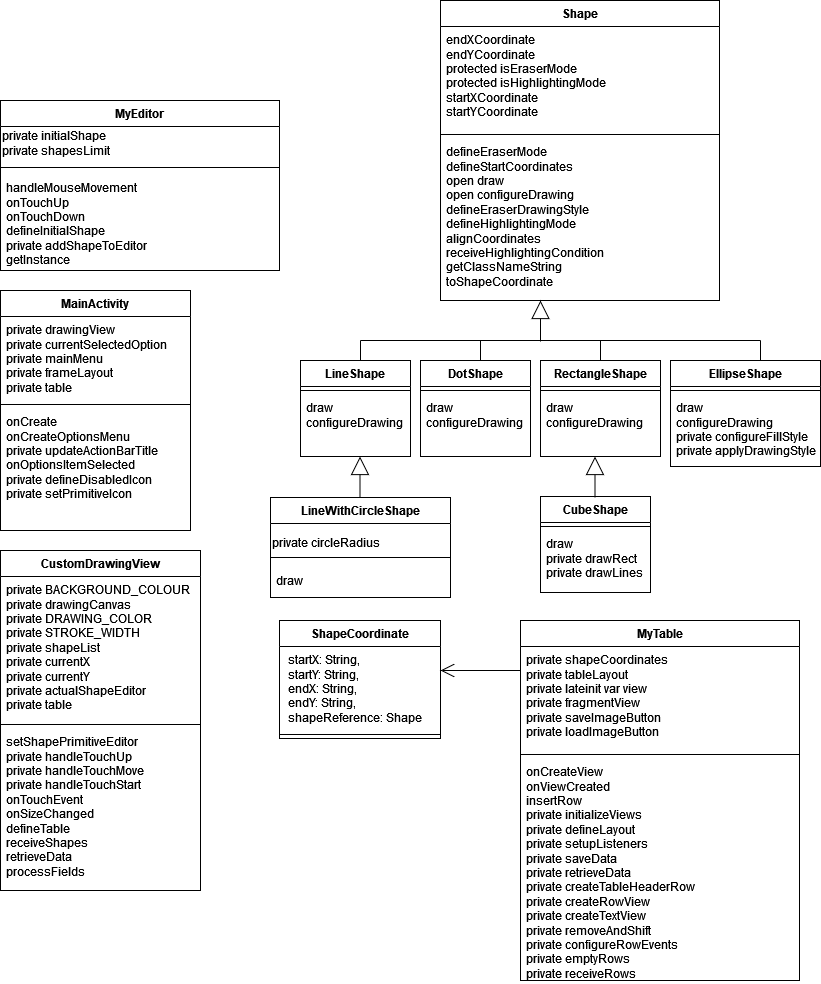 Shape
endXCoordinate
endYCoordinate
protected isEraserMode
protected isHighlightingMode
startXCoordinate
startYCoordinate
defineEraserMode
defineStartCoordinates
open draw
open configureDrawing
defineEraserDrawingStyle
defineHighlightingMode
alignCoordinates
receiveHighlightingCondition
getClassNameString
toShapeCoordinate
MyEditor
private initialShape
private shapesLimit
handleMouseMovement
onTouchUp
onTouchDown
defineInitialShape
private addShapeToEditor
getInstance
MainActivity
private drawingView
private currentSelectedOption
private mainMenu
private frameLayout
private table
onCreate
onCreateOptionsMenu
private updateActionBarTitle
onOptionsItemSelected
private defineDisabledIcon
private setPrimitiveIcon
LineShape
draw
configureDrawing
DotShape
draw
configureDrawing
RectangleShape
draw
configureDrawing
EllipseShape
draw
configureDrawing
private configureFillStyle
private applyDrawingStyle
LineWithCircleShape
private circleRadius
draw
CubeShape
draw
private drawRect
private drawLines
CustomDrawingView
private BACKGROUND_COLOUR
private drawingCanvas
private DRAWING_COLOR
private STROKE_WIDTH
private shapeList
private currentX
private currentY
private actualShapeEditor
private table
setShapePrimitiveEditor
private handleTouchUp
private handleTouchMove
private handleTouchStart
onTouchEvent
onSizeChanged
defineTable
receiveShapes
retrieveData
processFields
ShapeCoordinate
startX: String,
startY: String,
endX: String,
endY: String,
shapeReference: Shape
MyTable
private shapeCoordinates
private tableLayout
private lateinit var view
private fragmentView
private saveImageButton
private loadImageButton
onCreateView
onViewCreated
insertRow
private initializeViews
private defineLayout
private setupListeners
private saveData
private retrieveData
private createTableHeaderRow
private createRowView
private createTextView
private removeAndShift
private configureRowEvents
private emptyRows
private receiveRows